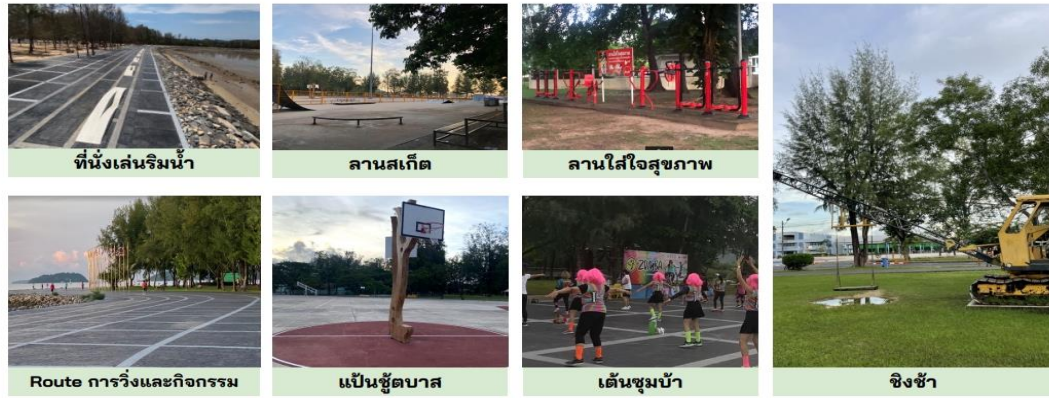 ที่นั่งเล่นริมน้ำ
ลานสเก็ต
ลานใส่ใจสุขภาพ
Route การวิ่งและกิจกรรม
แป้นชู้ตบาส
เต้นซุมบ้า
ชิงช้า